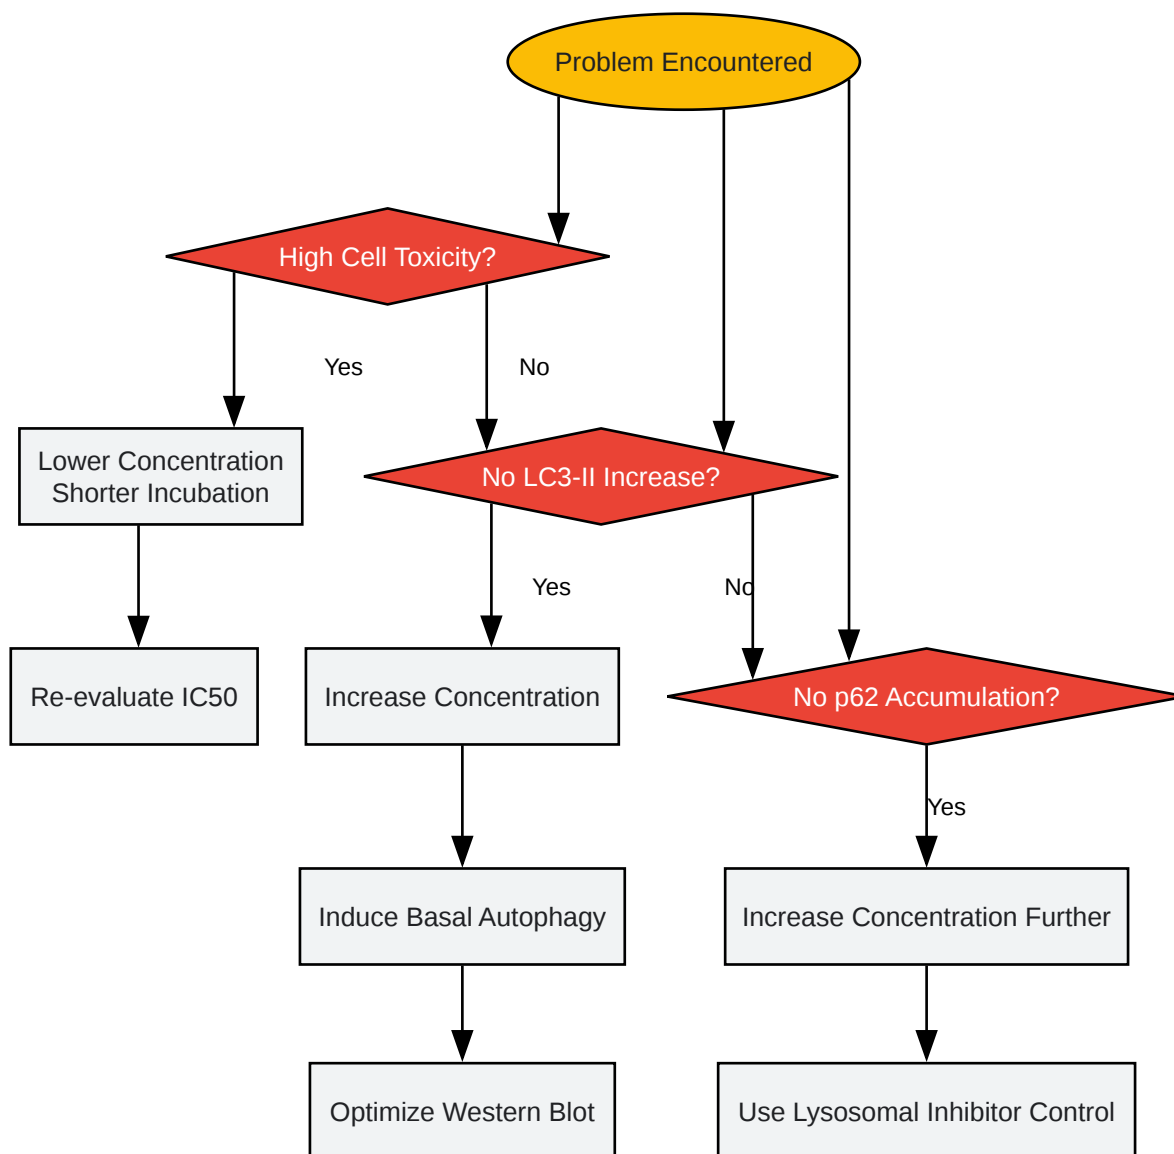 Problem Encountered
High Cell Toxicity?
Yes
No
Lower Concentration
Shorter Incubation
No LC3-II Increase?
Yes
No
Re-evaluate IC50
Increase Concentration
No p62 Accumulation?
Yes
Induce Basal Autophagy
Increase Concentration Further
Optimize Western Blot
Use Lysosomal Inhibitor Control